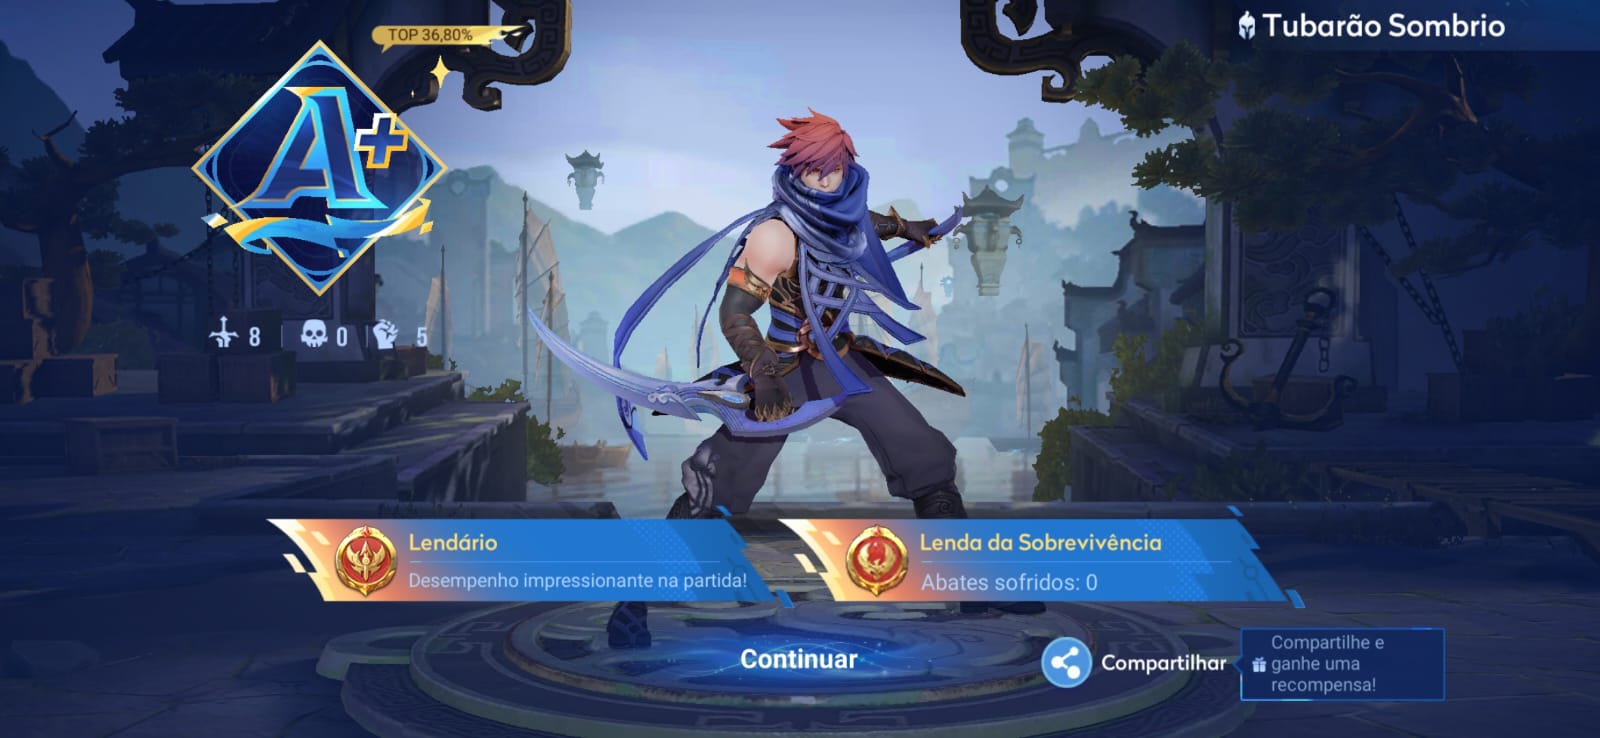 TOP 36,80%
Tubarão Sombrio
A+
8 0 5
Lendário
Desempenho impressionante na partida!
Lenda da Sobrevivência
Abates sofridos: 0
Continuar
Compartilhar
Compartilhe e
ganhe uma
recompensa!